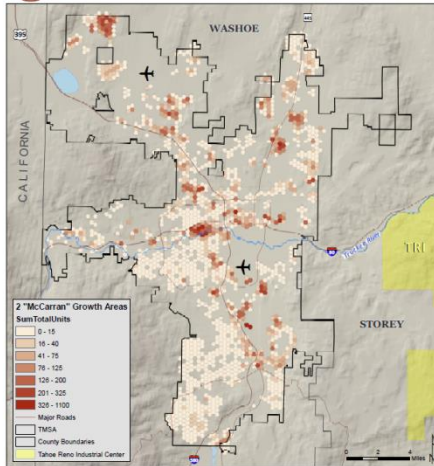 395
445
WASHOE
CALIFORNIA
Truckee River
80
TRI
STOREY
2 "McCarran" Growth Areas
SumTotalUnits
0 - 15
16 - 40
41 - 75
76 - 125
126 - 200
201 - 325
326 - 1100
Major Roads
TMSA
County Boundaries
Tahoe Reno Industrial Center
0 2 4
Miles
N